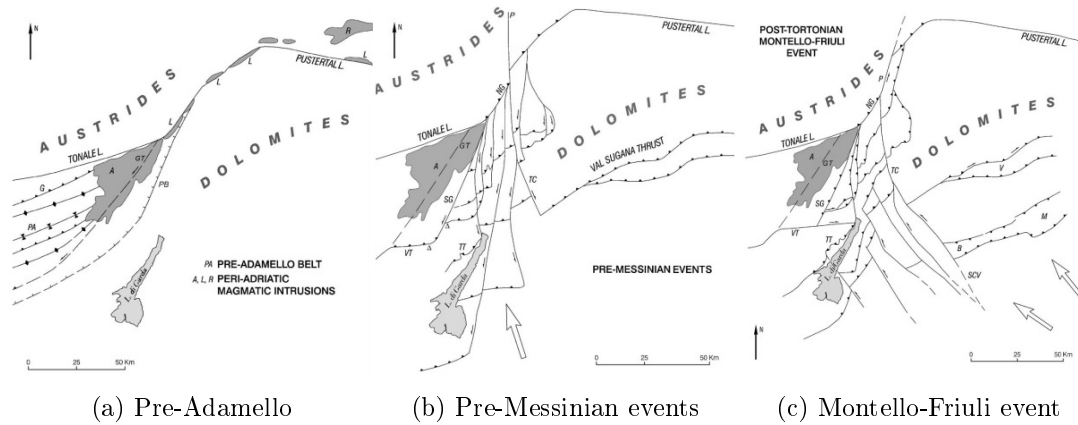 N
R
L
PUSTERTAL L.
L
L
AUSTRIDES
DOLOMITES
L
TONALE L.
GT
A
G
PB
PA
L. di Garda
PA PRE-ADAMELLO BELT
A, L, R PERI-ADRIATIC
MAGMATIC INTRUSIONS
0 25 50 Km
(a) Pre-Adamello
N
P
PUSTERTAL L.
AUSTRIDES
NG
DOLOMITES
TONALE L.
GT
A
VAL SUGANA THRUST
TC
SG
VT
TT
L. di Garda
PRE-MESSINIAN EVENTS
0 25 50 Km
(b) Pre-Messinian events
POST-TORTONIAN
MONTELLO-FRIULI
EVENT
P
PUSTERTAL L.
AUSTRIDES
NG
DOLOMITES
TONALE L.
A
GT
TC
V
SG
VT
TT
M
B
L. di Garda
SCV
N
0 25 50 Km
(c) Montello-Friuli event